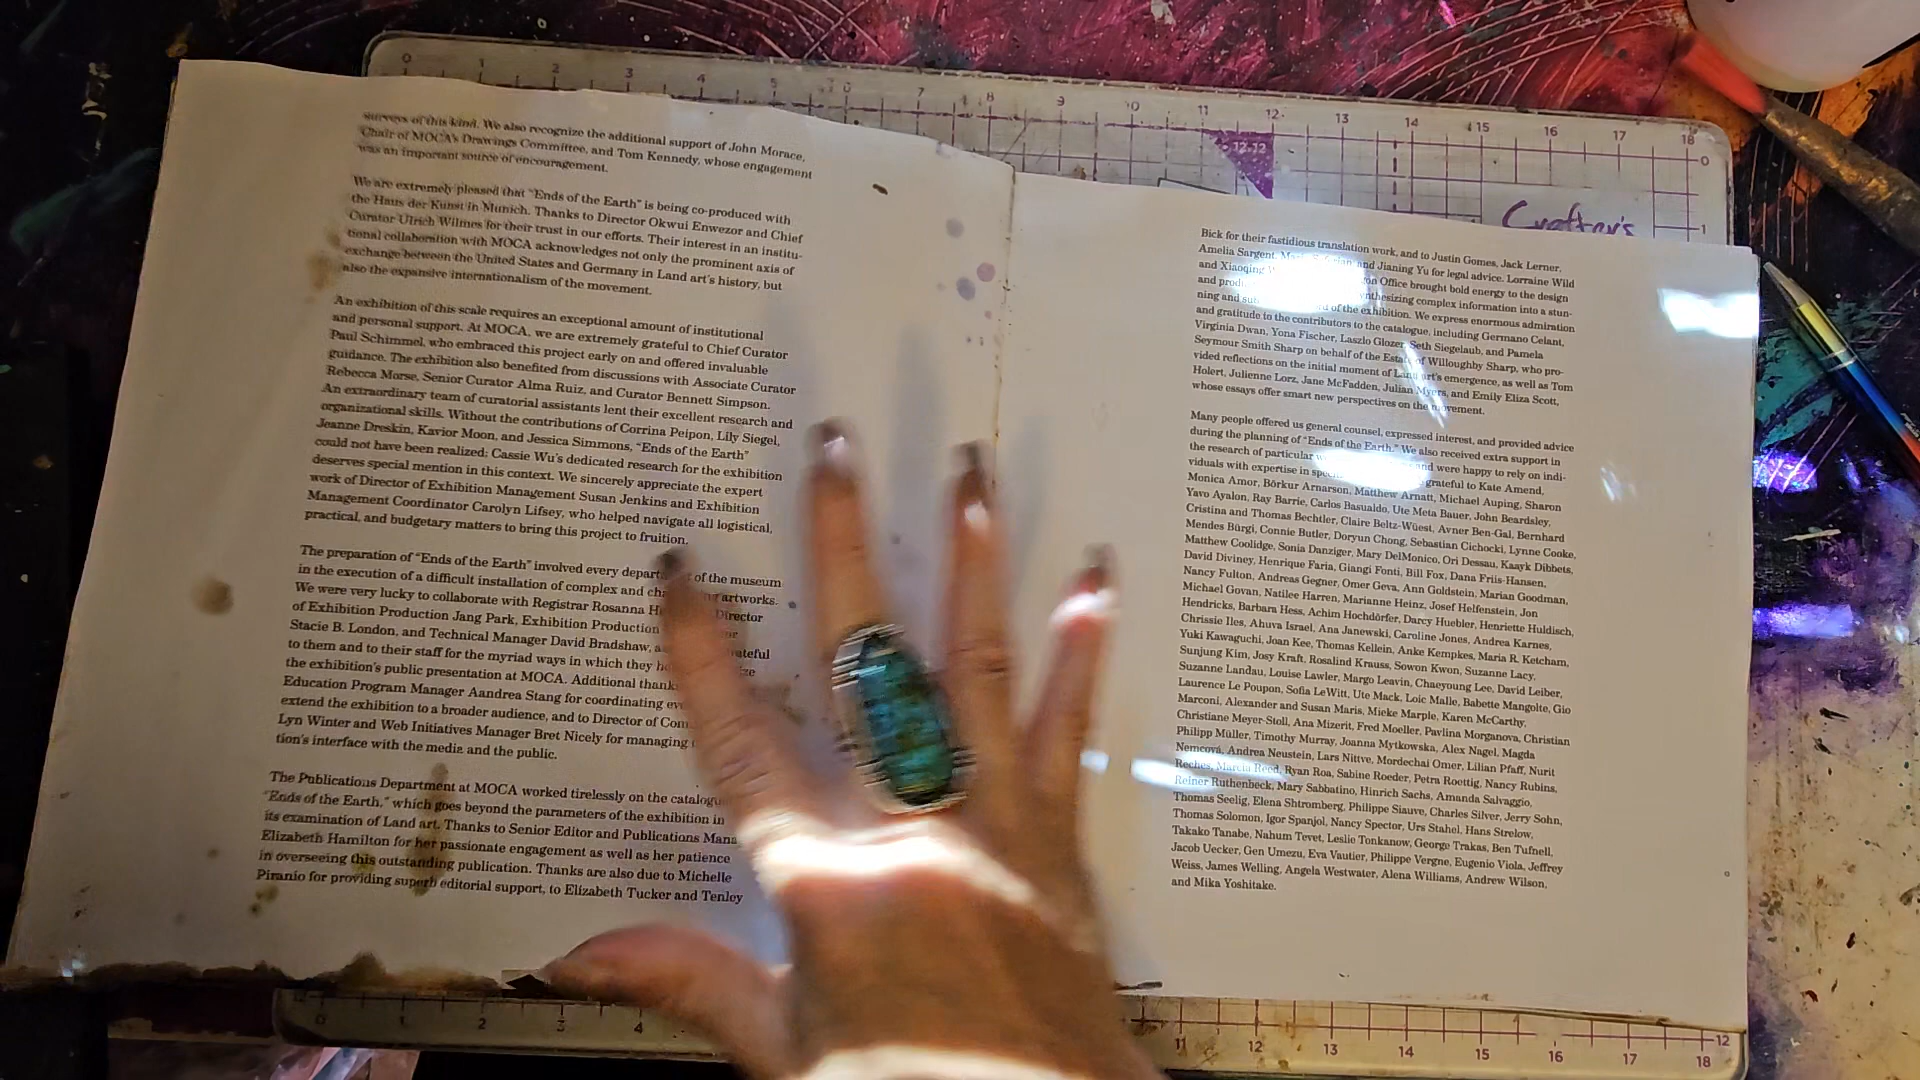 surveys of this kind. We also recognize the additional support of John Morace,
Chair of MOCA's Drawings Committee, and Tom Kennedy, whose engagement
was an important source of encouragement.
We are extremely pleased that "Ends of the Earth" is being co-produced with
the Haus der Kunst in Munich. Thanks to Director Okwui Enwezor and Chief
Curator Ulrich Wilmes for their trust in our efforts. Their interest in an institu-
tional collaboration with MOCA acknowledges not only the prominent axis of
exchange between the United States and Germany in Land art's history, but
also the expansive internationalism of the movement.
An exhibition of this scale requires an exceptional amount of institutional
and personal support. At MOCA, we are extremely grateful to Chief Curator
Paul Schimmel, who embraced this project early on and offered invaluable
guidance. The exhibition also benefited from discussions with Associate Curator
Rebecca Morse, Senior Curator Alma Ruiz, and Curator Bennett Simpson.
An extraordinary team of curatorial assistants lent their excellent research and
organizational skills. Without the contributions of Corrina Peipon, Lily Siegel,
Jeanne Dreskin, Kavior Moon, and Jessica Simmons, "Ends of the Earth"
could not have been realized; Cassie Wu's dedicated research for the exhibition
deserves special mention in this context. We sincerely appreciate the expert
work of Director of Exhibition Management Susan Jenkins and Exhibition
Management Coordinator Carolyn Lifsey, who helped navigate all logistical,
practical, and budgetary matters to bring this project to fruition.
The preparation of "Ends of the Earth" involved every of the museum
in the execution of a difficult installation of complex and artworks.
We were very lucky to collaborate with Registrar Rosanna Director
of Exhibition Production Jang Park, Exhibition Production
Stacie B. London, and Technical Manager David Bradshaw,
to them and to their staff for the myriad ways in which they
the exhibition's public presentation at MOCA. Additional
Education Program Manager Aandrea Stang for coordinating
extend the exhibition to a broader audience, and to Director of
Lyn Winter and Web Initiatives Manager Bret Nicely for managing
tion's interface with the media and the public.
The Publications Department at MOCA worked tirelessly on the
"Ends of the Earth," which goes beyond the parameters of the exhibition in
its examination of Land art. Thanks to Senior Editor and Publications
Elizabeth Hamilton for her passionate engagement as well as her patience
in overseeing this outstanding publication. Thanks are also due to Michelle
Piranio for providing superb editorial support, to Elizabeth Tucker and Tenley
Bick for their fastidious translation work, and to Justin Gomes, Jack Lerner,
Amelia Sargent, and Jianing Yu for legal advice. Lorraine Wild
and Xiaoqing Office brought bold energy to the design
and synthesizing complex information into a stun-
ning and of the exhibition. We express enormous admiration
and gratitude to the contributors to the catalogue, including Germano Celant,
Virginia Dwan, Yona Fischer, Laszlo Glozer, Seth Siegelaub, and Pamela
Seymour Smith Sharp on behalf of the Estate of Willoughby Sharp, who pro-
vided reflections on the initial moment of Land art's emergence, as well as Tom
Holert, Julienne Lorz, Jane McFadden, Julian Myers, and Emily Eliza Scott,
whose essays offer smart new perspectives on the movement.
Many people offered us general counsel, expressed interest, and provided advice
during the planning of "Ends of the Earth." We also received extra support in
the research of particular and were happy to rely on indi-
viduals with expertise in grateful to Kate Amend,
Monica Amor, Börkur Arnarson, Matthew Arnatt, Michael Auping, Sharon
Yavo Ayalon, Ray Barrie, Carlos Basualdo, Ute Meta Bauer, John Beardsley,
Cristina and Thomas Bechtler, Claire Beltz-Wüest, Avner Ben-Gal, Bernhard
Mendes Bürgi, Connie Butler, Doryun Chong, Sebastian Cichocki, Lynne Cooke,
Matthew Coolidge, Sonia Danziger, Mary DelMonico, Ori Dessau, Kaayk Dibbets,
David Diviney, Henrique Faria, Giangi Fonti, Bill Fox, Dana Friis-Hansen,
Nancy Fulton, Andreas Gegner, Omer Geva, Ann Goldstein, Marian Goodman,
Michael Govan, Natilee Harren, Marianne Heinz, Josef Helfenstein, Jon
Hendricks, Barbara Hess, Achim Hochdörfer, Darcy Huebler, Henriette Huldisch,
Chrissie Iles, Ahuva Israel, Ana Janewski, Caroline Jones, Andrea Karnes,
Yuki Kawaguchi, Joan Kee, Thomas Kellein, Anke Kempkes, Maria R. Ketcham,
Sunjung Kim, Josy Kraft, Rosalind Krauss, Sowon Kwon, Suzanne Lacy,
Suzanne Landau, Louise Lawler, Margo Leavin, Chaeyoung Lee, David Leiber,
Laurence Le Poupon, Sofia LeWitt, Ute Mack, Loic Malle, Babette Mangolte, Gio
Marconi, Alexander and Susan Maris, Mieke Marple, Karen McCarthy,
Christiane Meyer-Stoll, Ana Mizerit, Fred Moeller, Pavlina Morganova, Christian
Philipp Müller, Timothy Murray, Joanna Mytkowska, Alex Nagel, Magda
Nemcová, Andrea Neustein, Lars Nittve, Mordechai Omer, Lilian Pfaff, Nurit
Reches, Marcia Reed, Ryan Roa, Sabine Roeder, Petra Roettig, Nancy Rubins,
Reiner Ruthenbeck, Mary Sabbatino, Hinrich Sachs, Amanda Salvaggio,
Thomas Seelig, Elena Shtromberg, Philippe Siauve, Charles Silver, Jerry Sohn,
Thomas Solomon, Igor Spanjol, Nancy Spector, Urs Stahel, Hans Strelow,
Takako Tanabe, Nahum Tevet, Leslie Tonkanow, George Trakas, Ben Tufnell,
Jacob Uecker, Gen Umezu, Eva Vautier, Philippe Vergne, Eugenio Viola, Jeffrey
Weiss, James Welling, Angela Westwater, Alena Williams, Andrew Wilson,
and Mika Yoshitake.
0 1 2 3 4 5 6 7 8 9 10 11 12 13 14 15 16 17 18
12×12
0
1
Crafter's
0 1 2 3 4 11 12 13 14 15 16 17 18
12